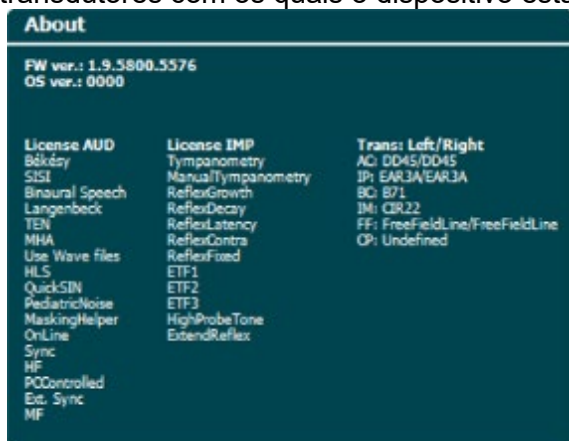 transdutores com os quais o dispositivo está
About
FW ver.: 1.9.5800.5576
OS ver.: 0000
License AUD
Békésy
SISI
Binaural Speech
Langenbeck
TEN
MHA
Use Wave files
HLS
QuickSIN
PediatricNoise
MaskingHelper
OnLine
Sync
HF
PCControlled
Ext. Sync
MF
License IMP
Tympanometry
ManualTympanometry
ReflexGrowth
ReflexDecay
ReflexLatency
ReflexContra
ReflexFixed
ETF1
ETF2
ETF3
HighProbeTone
ExtendReflex
Trans: Left/Right
AC: DD45/DD45
IP: EAR3A/EAR3A
BC: B71
IM: CIR22
FF: FreeFieldLine/FreeFieldLine
CP: Undefined